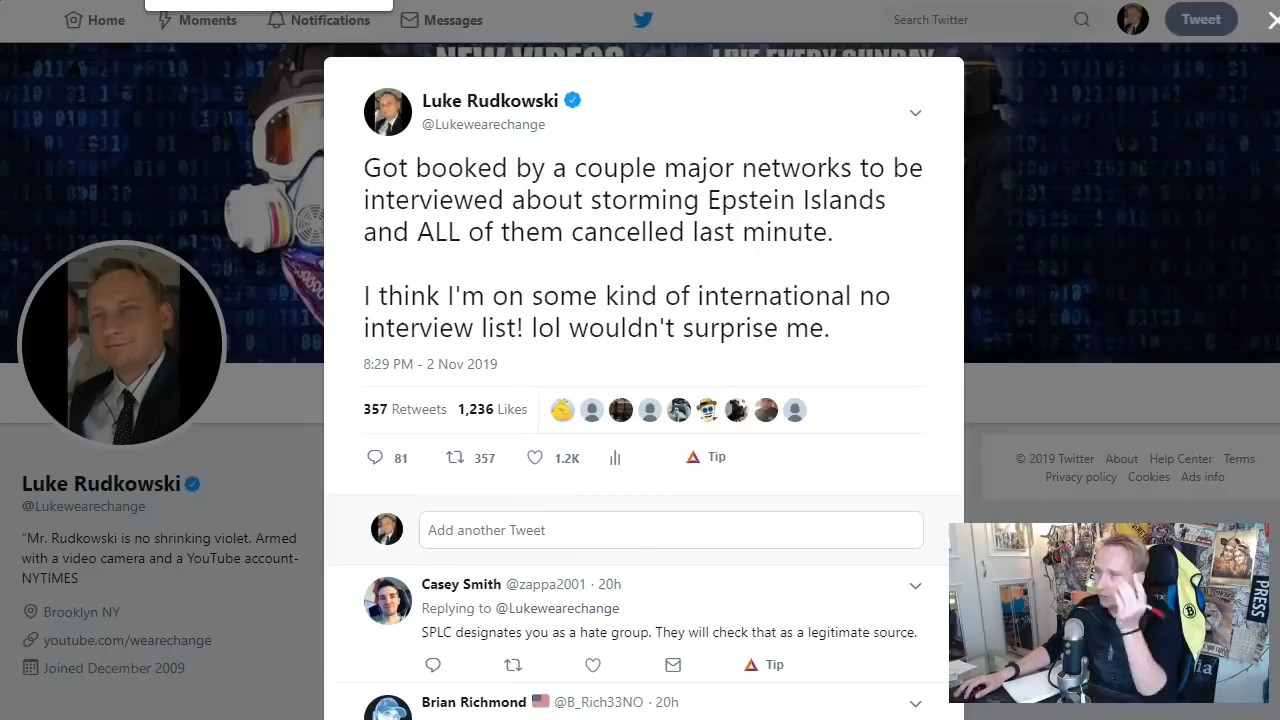 Home
Moments
Notifications
Messages
Search Twitter
Tweet
NEW VIDEOS
LIVE EVERY SUNDAY
Luke Rudkowski
@Lukewearechange
Got booked by a couple major networks to be
interviewed about storming Epstein Islands
and ALL of them cancelled last minute.
I think I'm on some kind of international no
interview list! lol wouldn't surprise me.
8:29 PM - 2 Nov 2019
357 Retweets 1,236 Likes
81
357
1.2K
Tip
Add another Tweet
Casey Smith @zappa2001 · 20h
Replying to @Lukewearechange
SPLC designates you as a hate group. They will check that as a legitimate source.
Tip
Brian Richmond @B_Rich33NO · 20h
Luke Rudkowski
@Lukewearechange
"Mr. Rudkowski is no shrinking violet. Armed
with a video camera and a YouTube account-
NYTIMES
Brooklyn NY
youtube.com/wearechange
Joined December 2009
© 2019 Twitter About Help Center Terms
Privacy policy Cookies Ads info
PRESS